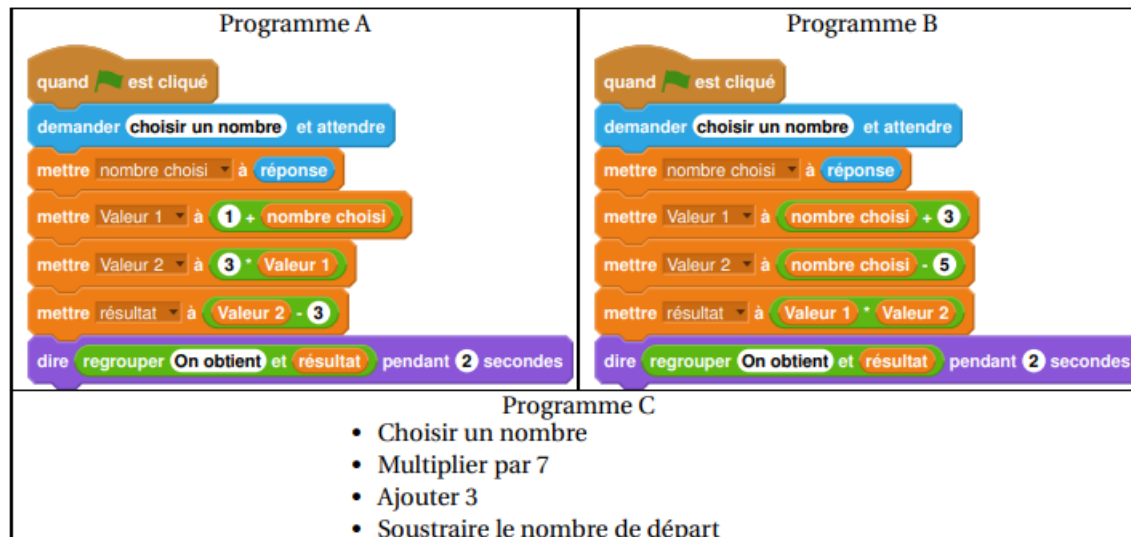 Programme A
quand est cliqué
demander choisir un nombre et attendre
mettre nombre choisi à réponse
mettre Valeur 1 à 1 + nombre choisi
mettre Valeur 2 à 3 * Valeur 1
mettre résultat à Valeur 2 - 3
dire regrouper On obtient et résultat pendant 2 secondes
Programme B
quand est cliqué
demander choisir un nombre et attendre
mettre nombre choisi à réponse
mettre Valeur 1 à nombre choisi + 3
mettre Valeur 2 à nombre choisi - 5
mettre résultat à Valeur 1 * Valeur 2
dire regrouper On obtient et résultat pendant 2 secondes
Programme C
• Choisir un nombre
• Multiplier par 7
• Ajouter 3
• Soustraire le nombre de départ